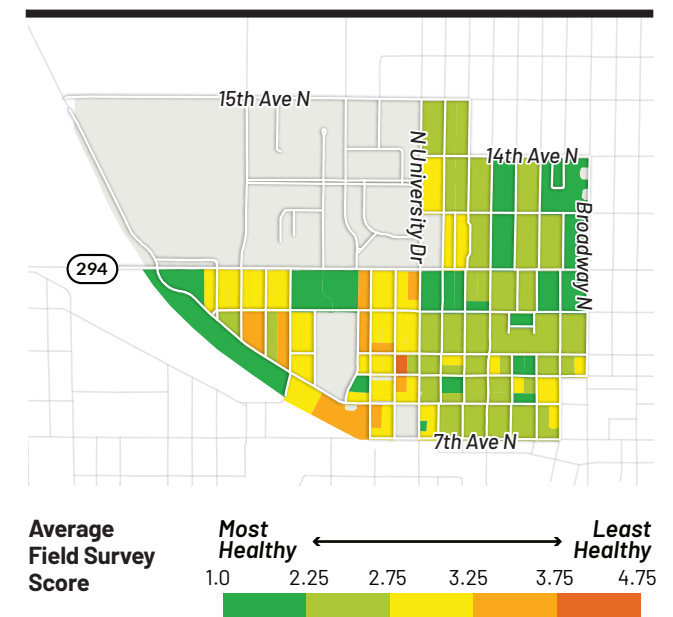 15th Ave N
N University Dr
14th Ave N
Broadway N
294
7th Ave N
Average
Field Survey
Score
Most
Healthy
Least
Healthy
1.0 2.25 2.75 3.25 3.75 4.75